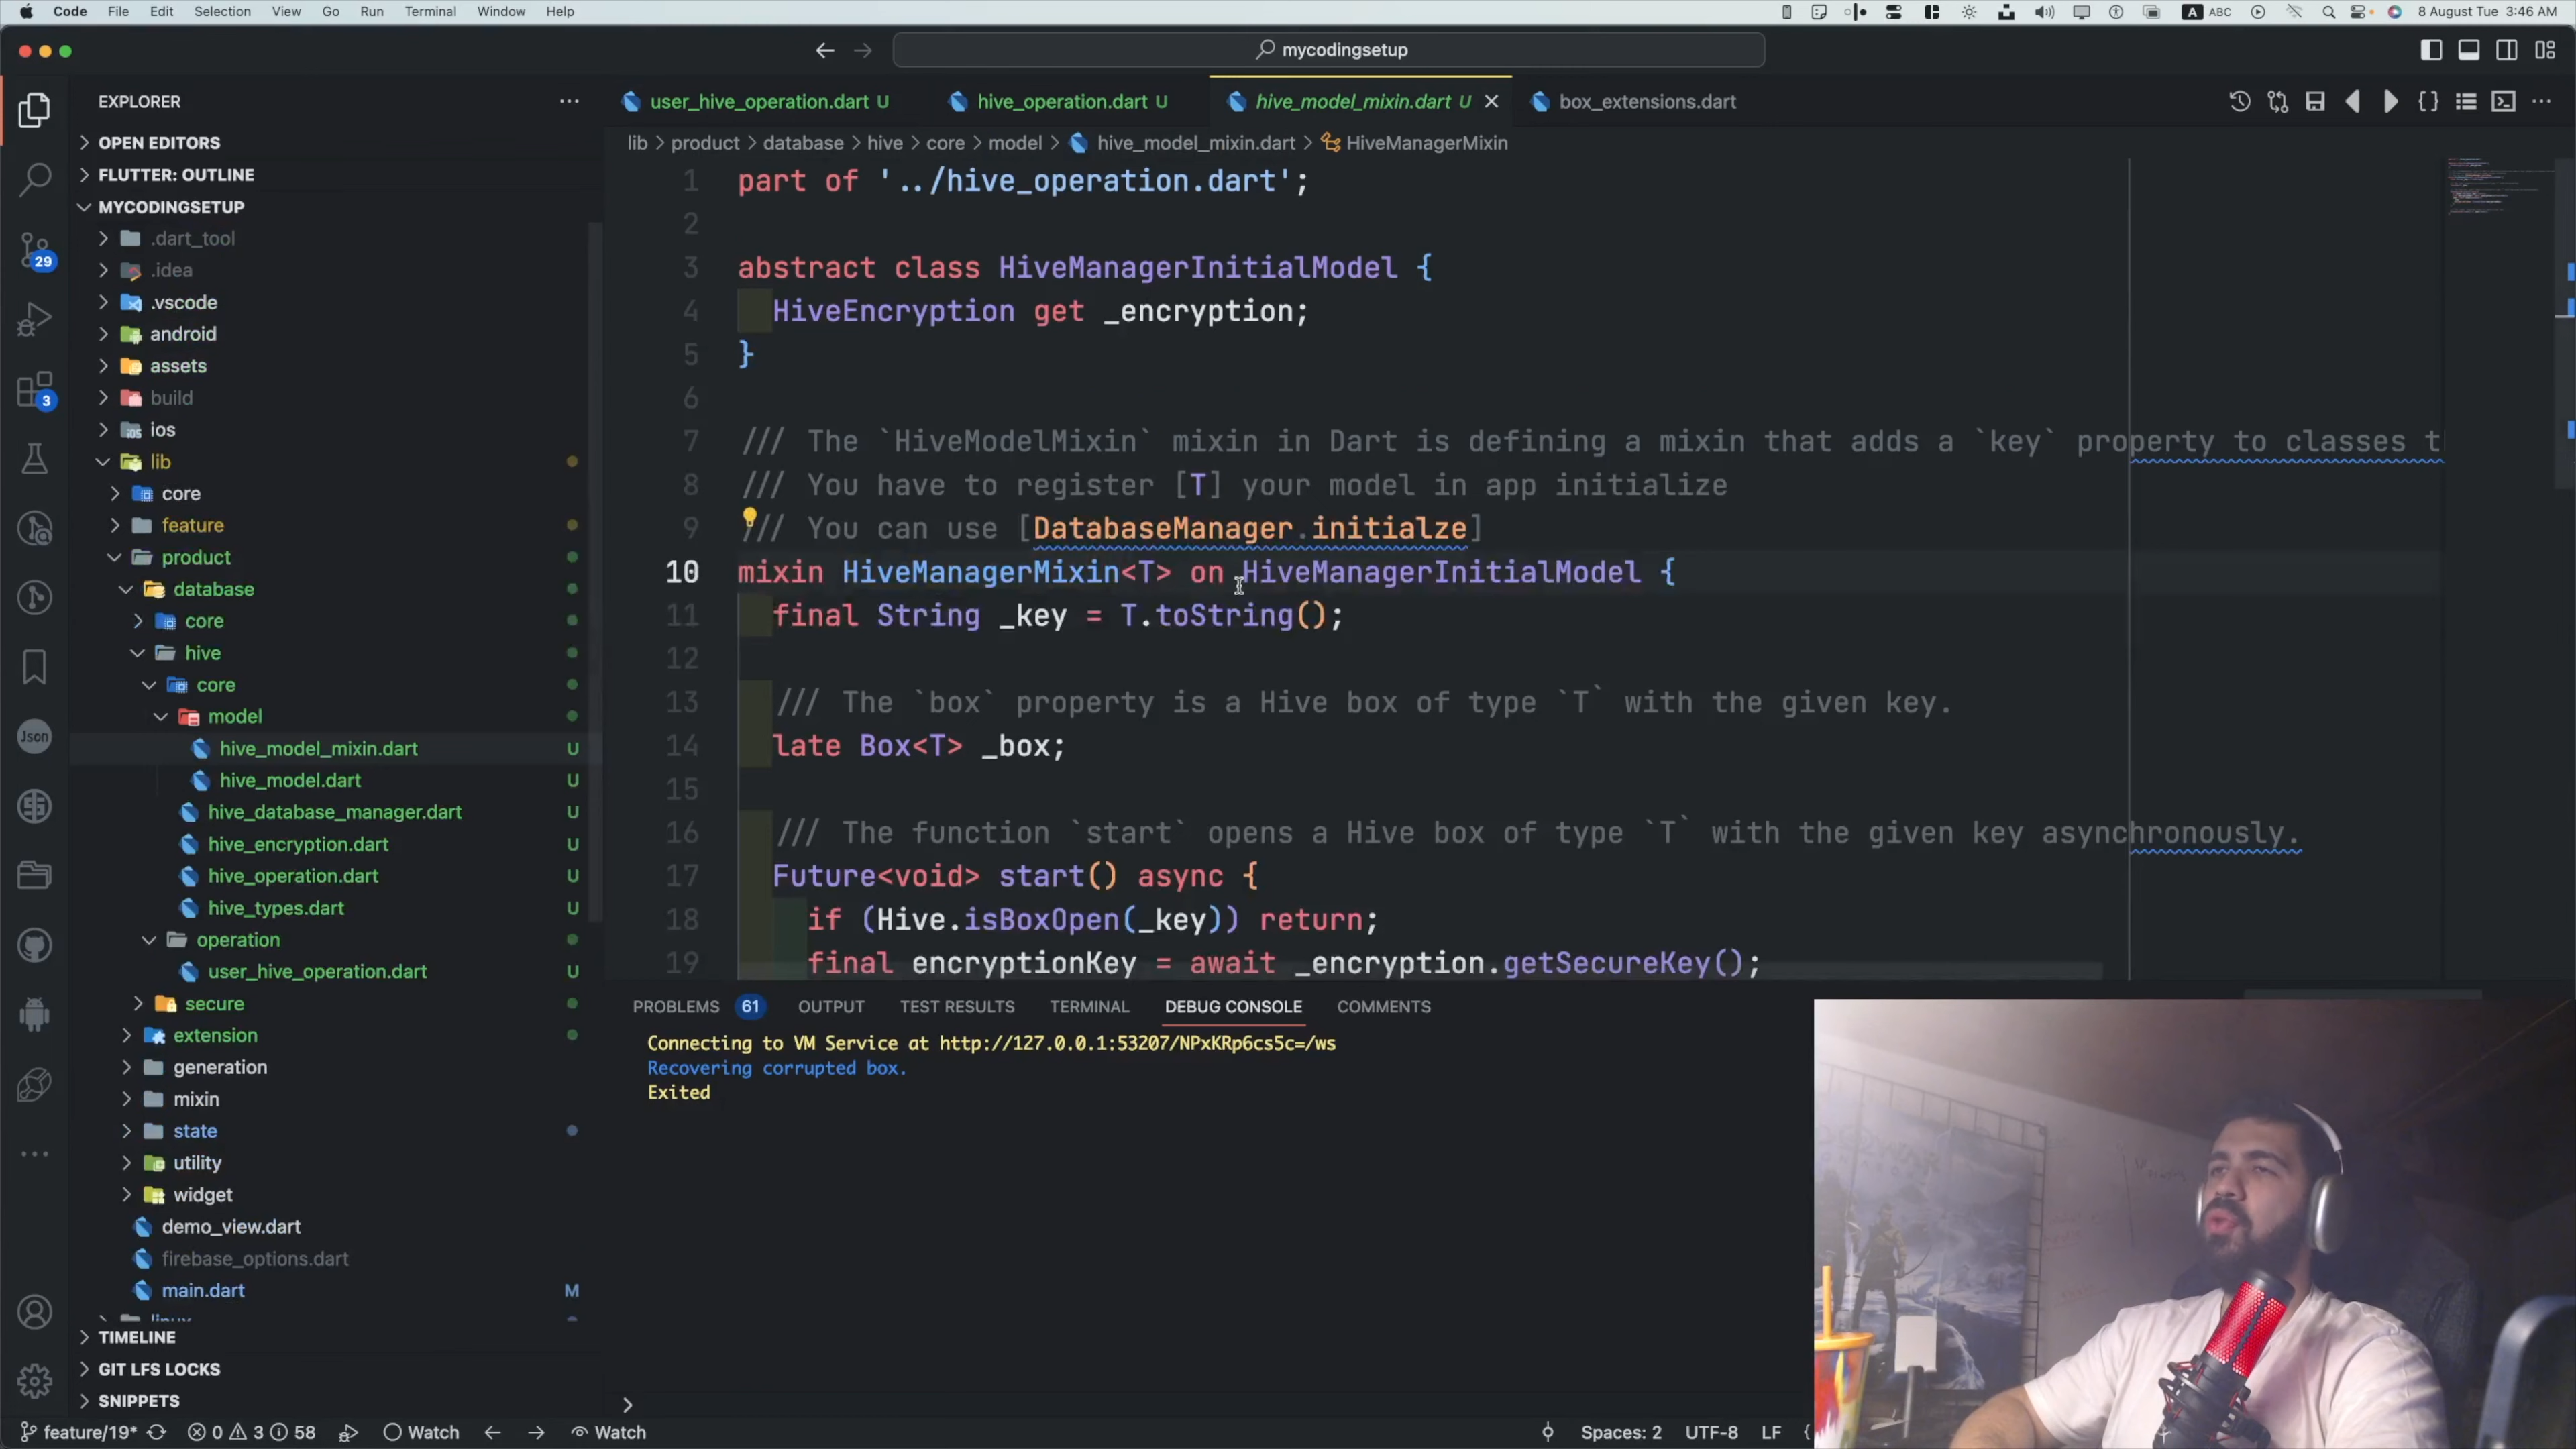 Code File Edit Selection View Go Run Terminal Window Help
A ABC 8 August Tue 3:46 AM
mycodingsetup
EXPLORER
OPEN EDITORS
FLUTTER: OUTLINE
MYCODINGSETUP
.dart_tool
.idea
.vscode
android
assets
build
ios
lib
core
feature
product
database
core
hive
core
model
hive_model_mixin.dart U
hive_model.dart U
hive_database_manager.dart U
hive_encryption.dart U
hive_operation.dart U
hive_types.dart U
operation
user_hive_operation.dart U
secure
extension
generation
mixin
state
utility
widget
demo_view.dart
firebase_options.dart
main.dart M
linux
TIMELINE
GIT LFS LOCKS
SNIPPETS
29
3
Json
user_hive_operation.dart U hive_operation.dart U hive_model_mixin.dart U box_extensions.dart
lib > product > database > hive > core > model > hive_model_mixin.dart > HiveManagerMixin
1 part of '../hive_operation.dart';
2
3 abstract class HiveManagerInitialModel {
4 HiveEncryption get _encryption;
5 }
6
7 /// The `HiveModelMixin` mixin in Dart is defining a mixin that adds a `key` property to classes t
8 /// You have to register [T] your model in app initialize
9 /// You can use [DatabaseManager.initialze]
10 mixin HiveManagerMixin<T> on HiveManagerInitialModel {
11 final String _key = T.toString();
12
13 /// The `box` property is a Hive box of type `T` with the given key.
14 late Box<T> _box;
15
16 /// The function `start` opens a Hive box of type `T` with the given key asynchronously.
17 Future<void> start() async {
18 if (Hive.isBoxOpen(_key)) return;
19 final encryptionKey = await _encryption.getSecureKey();
PROBLEMS 61 OUTPUT TEST RESULTS TERMINAL DEBUG CONSOLE COMMENTS
Connecting to VM Service at http://127.0.0.1:53207/NPxKRp6cs5c=/ws
Recovering corrupted box.
Exited
feature/19* 0 3 58 Watch Watch Spaces: 2 UTF-8 LF {